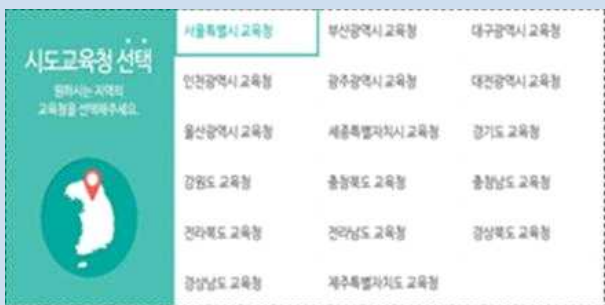 시도교육청 선택
원하시는 지역의
교육청을 선택해주세요.
서울특별시 교육청 부산광역시 교육청 대구광역시 교육청
인천광역시 교육청 광주광역시 교육청 대전광역시 교육청
울산광역시 교육청 세종특별자치시 교육청 경기도 교육청
강원도 교육청 충청북도 교육청 충청남도 교육청
전라북도 교육청 전라남도 교육청 경상북도 교육청
경상남도 교육청 제주특별자치도 교육청